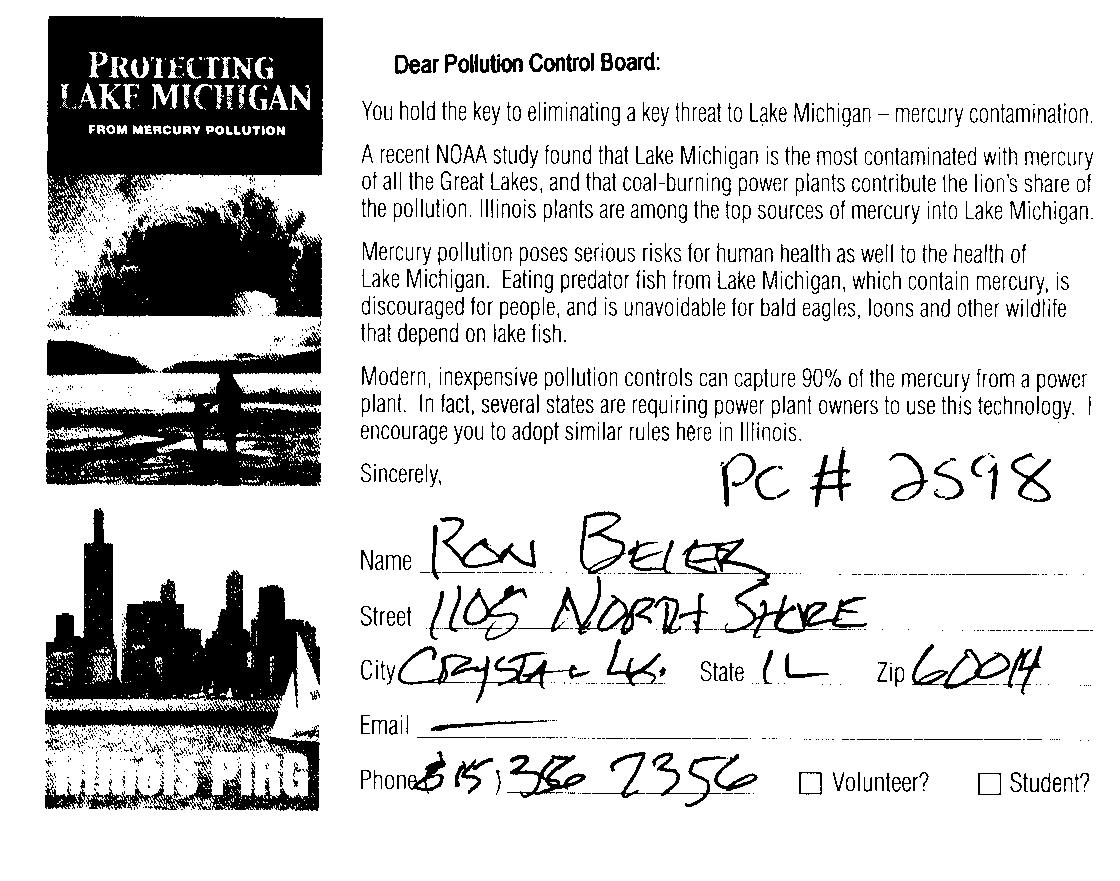 PROTECTING
LAKE MICHIGAN
FROM MERCURY POLLUTION
Illinois PIRG
Dear Pollution Control Board:
You hold the key to eliminating a key threat to Lake Michigan – mercury contamination.
A recent NOAA study found that Lake Michigan is the most contaminated with mercury
of all the Great Lakes, and that coal-burning power plants contribute the lion's share of
the pollution. Illinois plants are among the top sources of mercury into Lake Michigan.
Mercury pollution poses serious risks for human health as well to the health of
Lake Michigan. Eating predator fish from Lake Michigan, which contain mercury, is
discouraged for people, and is unavoidable for bald eagles, loons and other wildlife
that depend on lake fish.
Modern, inexpensive pollution controls can capture 90% of the mercury from a power
plant. In fact, several states are requiring power plant owners to use this technology. I
encourage you to adopt similar rules here in Illinois.
Sincerely,
PC # 2598
Name RON BEIER
Street 1105 NORTH SHORE
City CRYSTAL LK. State IL Zip 60014
Email
Phone 7356 Volunteer? Student?